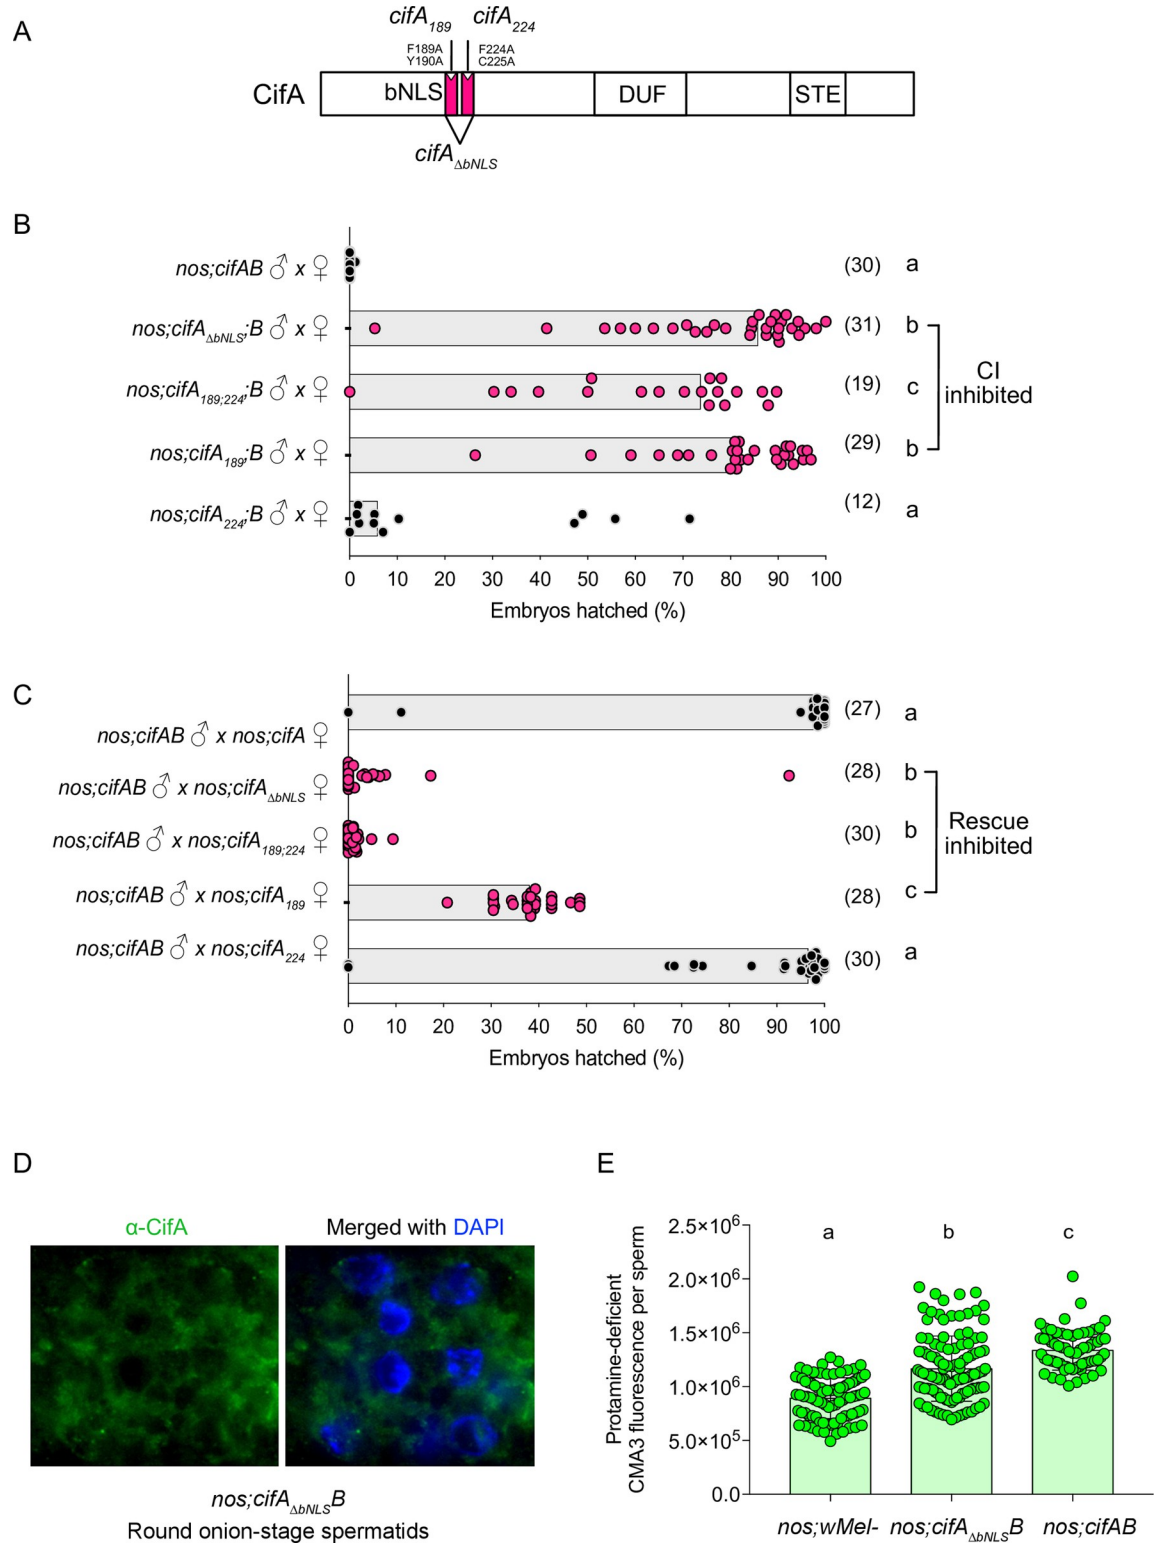 A
cifA189 cifA224
F189A F224A
Y190A C225A
CifA bNLS DUF STE
cifAΔbNLS
B
nos;cifAB ♂ x ♀ (30) a
nos;cifAΔbNLS;B ♂ x ♀ (31) b
nos;cifA189;224;B ♂ x ♀ (19) c
CI
inhibited
nos;cifA189;B ♂ x ♀ (29) b
nos;cifA224;B ♂ x ♀ (12) a
0 10 20 30 40 50 60 70 80 90 100
Embryos hatched (%)
C
nos;cifAB ♂ x nos;cifA ♀ (27) a
nos;cifAB ♂ x nos;cifAΔbNLS ♀ (28) b
nos;cifAB ♂ x nos;cifA189;224 ♀ (30) b
Rescue
inhibited
nos;cifAB ♂ x nos;cifA189 ♀ (28) c
nos;cifAB ♂ x nos;cifA224 ♀ (30) a
0 10 20 30 40 50 60 70 80 90 100
Embryos hatched (%)
D
α-CifA Merged with DAPI
nos;cifAΔbNLSB
Round onion-stage spermatids
E
Protamine-deficient
CMA3 fluorescence per sperm
2.5×10⁶
2.0×10⁶
1.5×10⁶
1.0×10⁶
5.0×10⁵
0.0
a b c
nos;wMel- nos;cifAΔbNLSB nos;cifAB